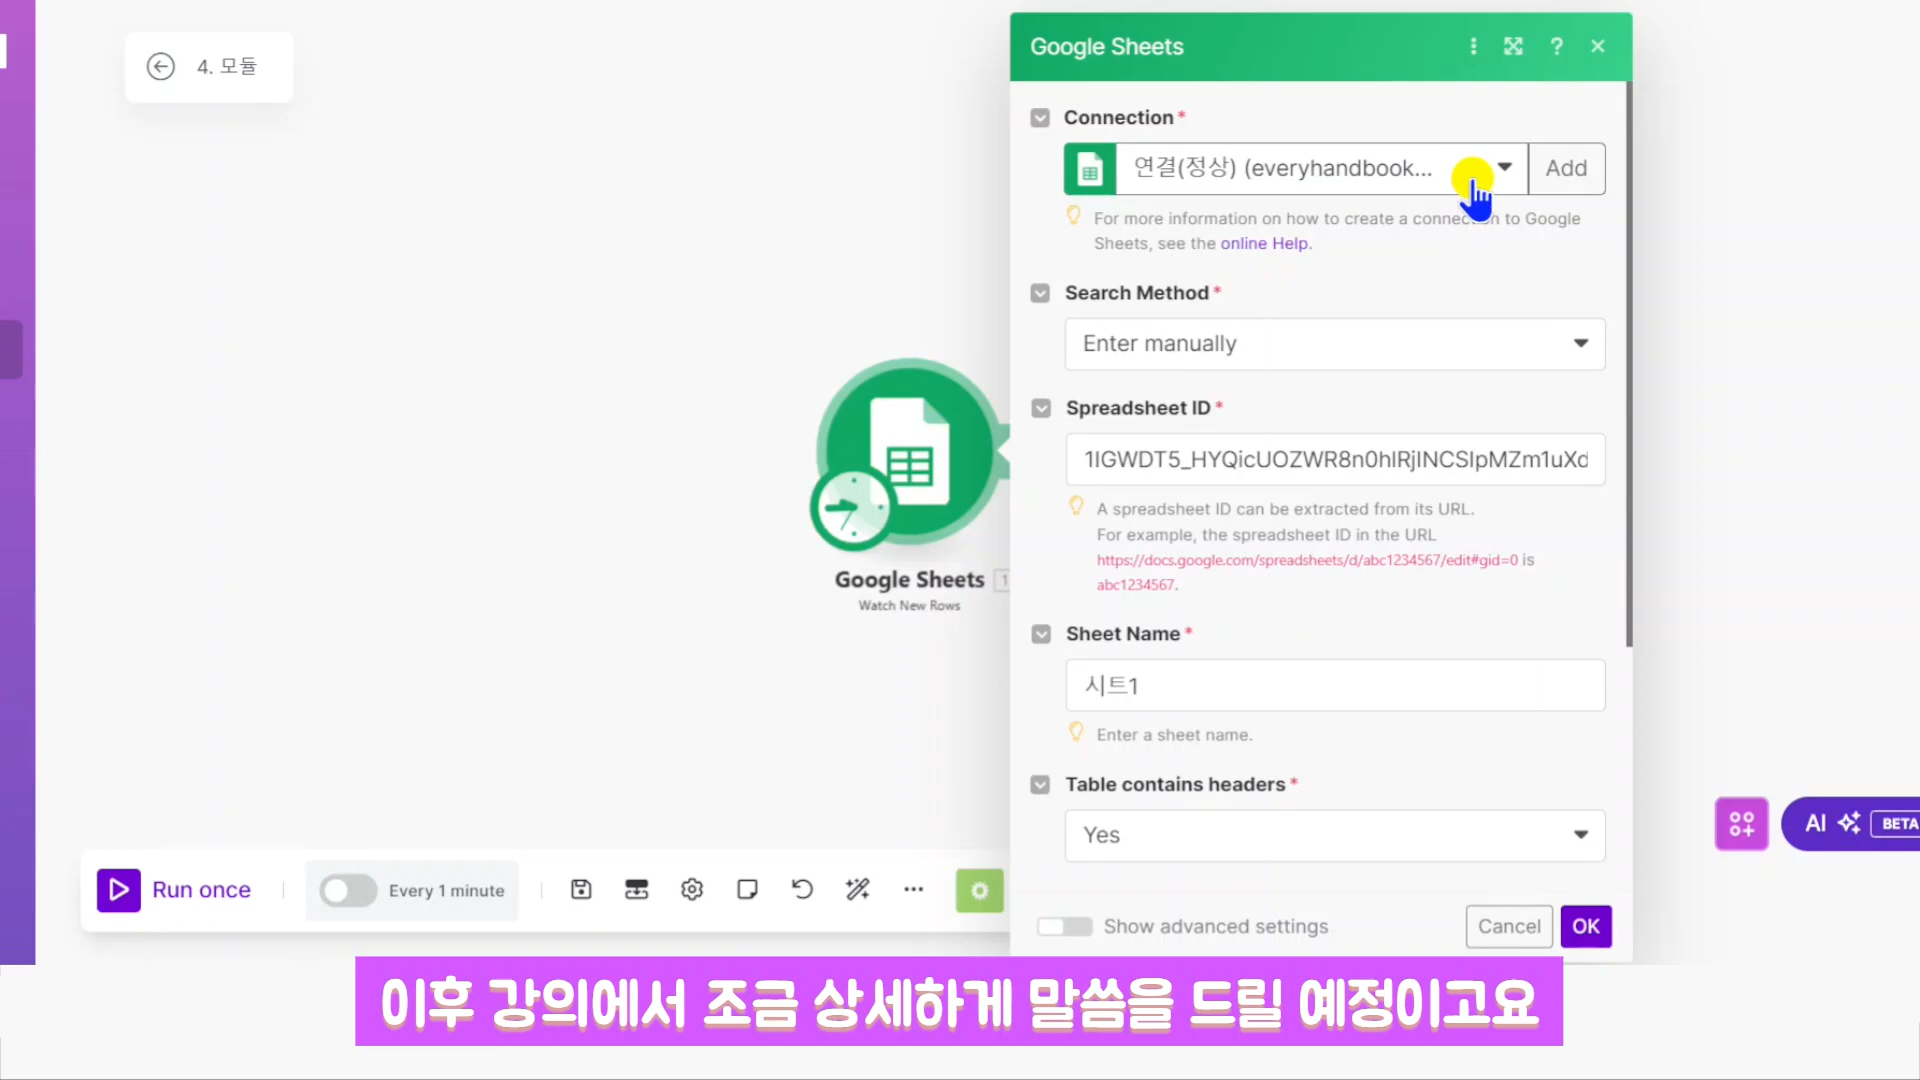 4. 모듈
Google Sheets
Connection *
연결(정상) (everyhandbook...
Add
For more information on how to create a connection to Google
Sheets, see the online Help.
Search Method *
Enter manually
Spreadsheet ID *
1IGWDT5_HYQicUOZWR8n0hlRjlNCSIpMZm1uXd
A spreadsheet ID can be extracted from its URL.
For example, the spreadsheet ID in the URL
https://docs.google.com/spreadsheets/d/abc1234567/edit#gid=0 is
abc1234567.
Sheet Name *
시트1
Enter a sheet name.
Table contains headers *
Yes
Show advanced settings
Cancel
OK
Google Sheets 1
Watch New Rows
AI BETA
Run once
Every 1 minute
이후 강의에서 조금 상세하게 말씀을 드릴 예정이고요